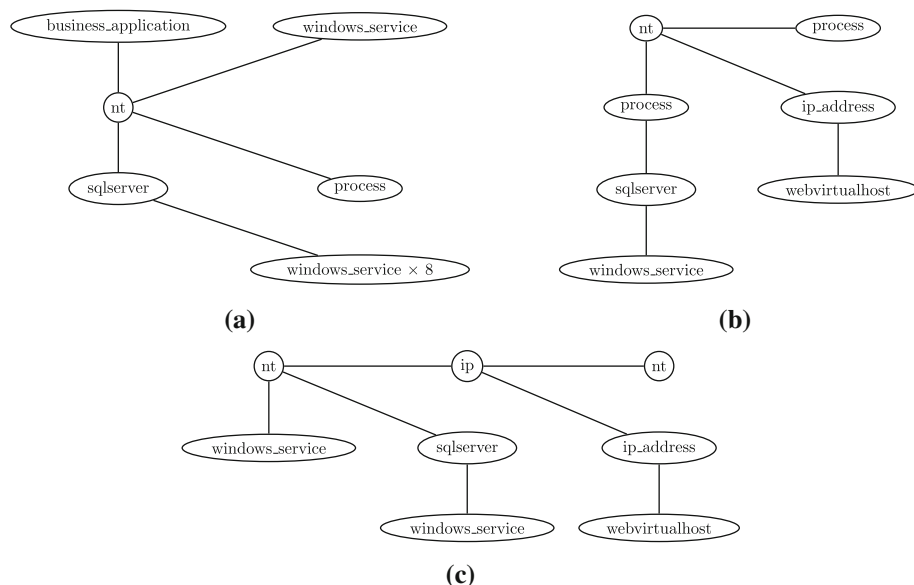 business_application
windows_service
nt
sqlserver
process
windows_service × 8
(a)
nt
process
process
ip_address
sqlserver
webvirtualhost
windows_service
(b)
nt
ip
nt
windows_service
sqlserver
ip_address
windows_service
webvirtualhost
(c)